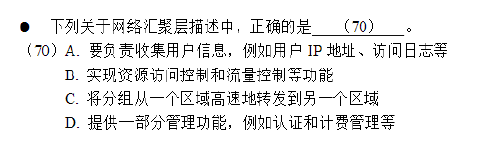 ● 下列关于网络汇聚层描述中，正确的是 （70） 。
（70）A. 要负责收集用户信息，例如用户 IP 地址、访问日志等
B. 实现资源访问控制和流量控制等功能
C. 将分组从一个区域高速地转发到另一个区域
D. 提供一部分管理功能，例如认证和计费管理等